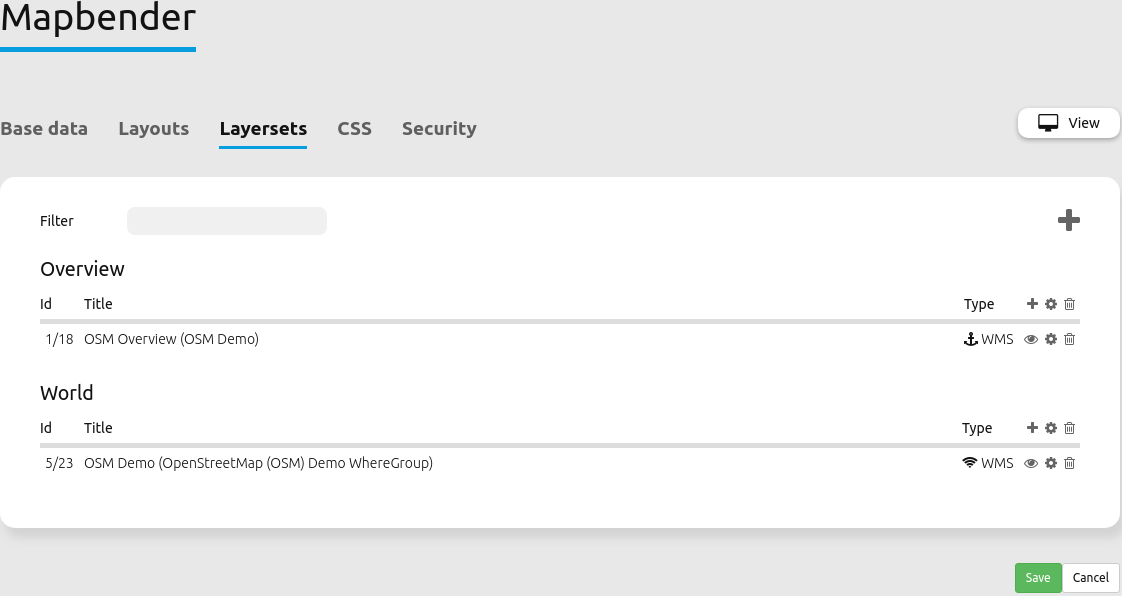 Mapbender
Base data Layouts Layersets CSS Security View
Filter
Overview
Id Title Type
1/18 OSM Overview (OSM Demo) WMS
World
Id Title Type
5/23 OSM Demo (OpenStreetMap (OSM) Demo WhereGroup) WMS
Save Cancel